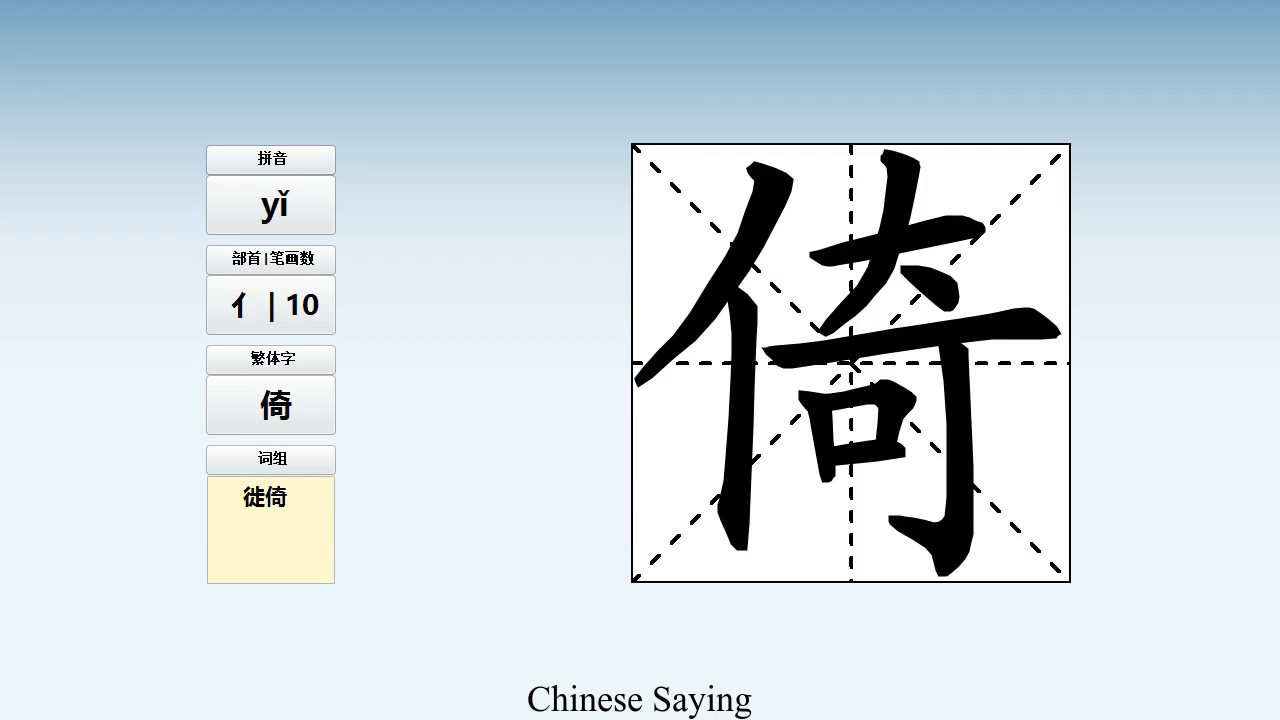 拼音
yǐ
部首|笔画数
亻 | 10
繁体字
倚
词组
徙倚
倚
Chinese Saying